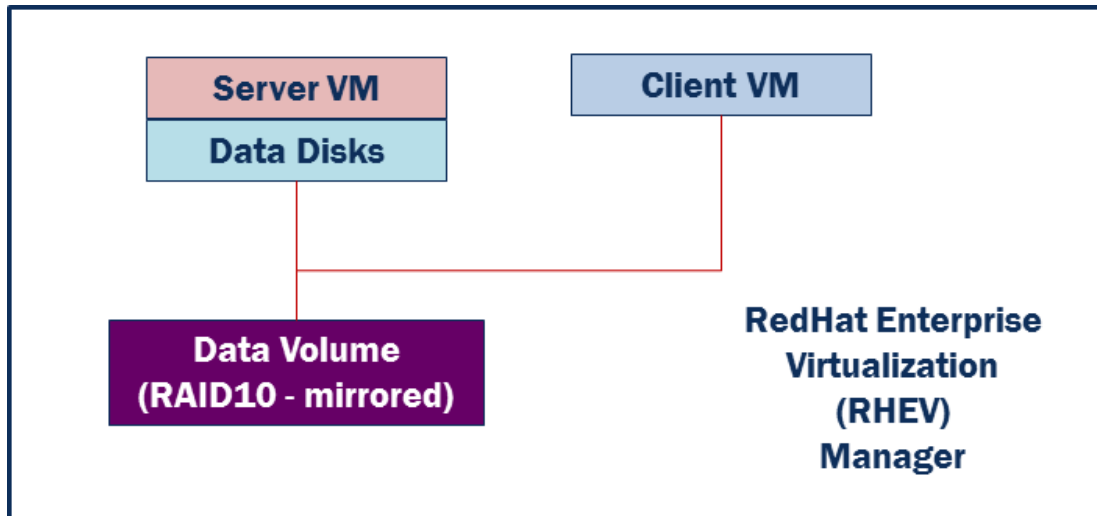 Server VM
Client VM
Data Disks
Data Volume
(RAID10 - mirrored)
RedHat Enterprise
Virtualization
(RHEV)
Manager